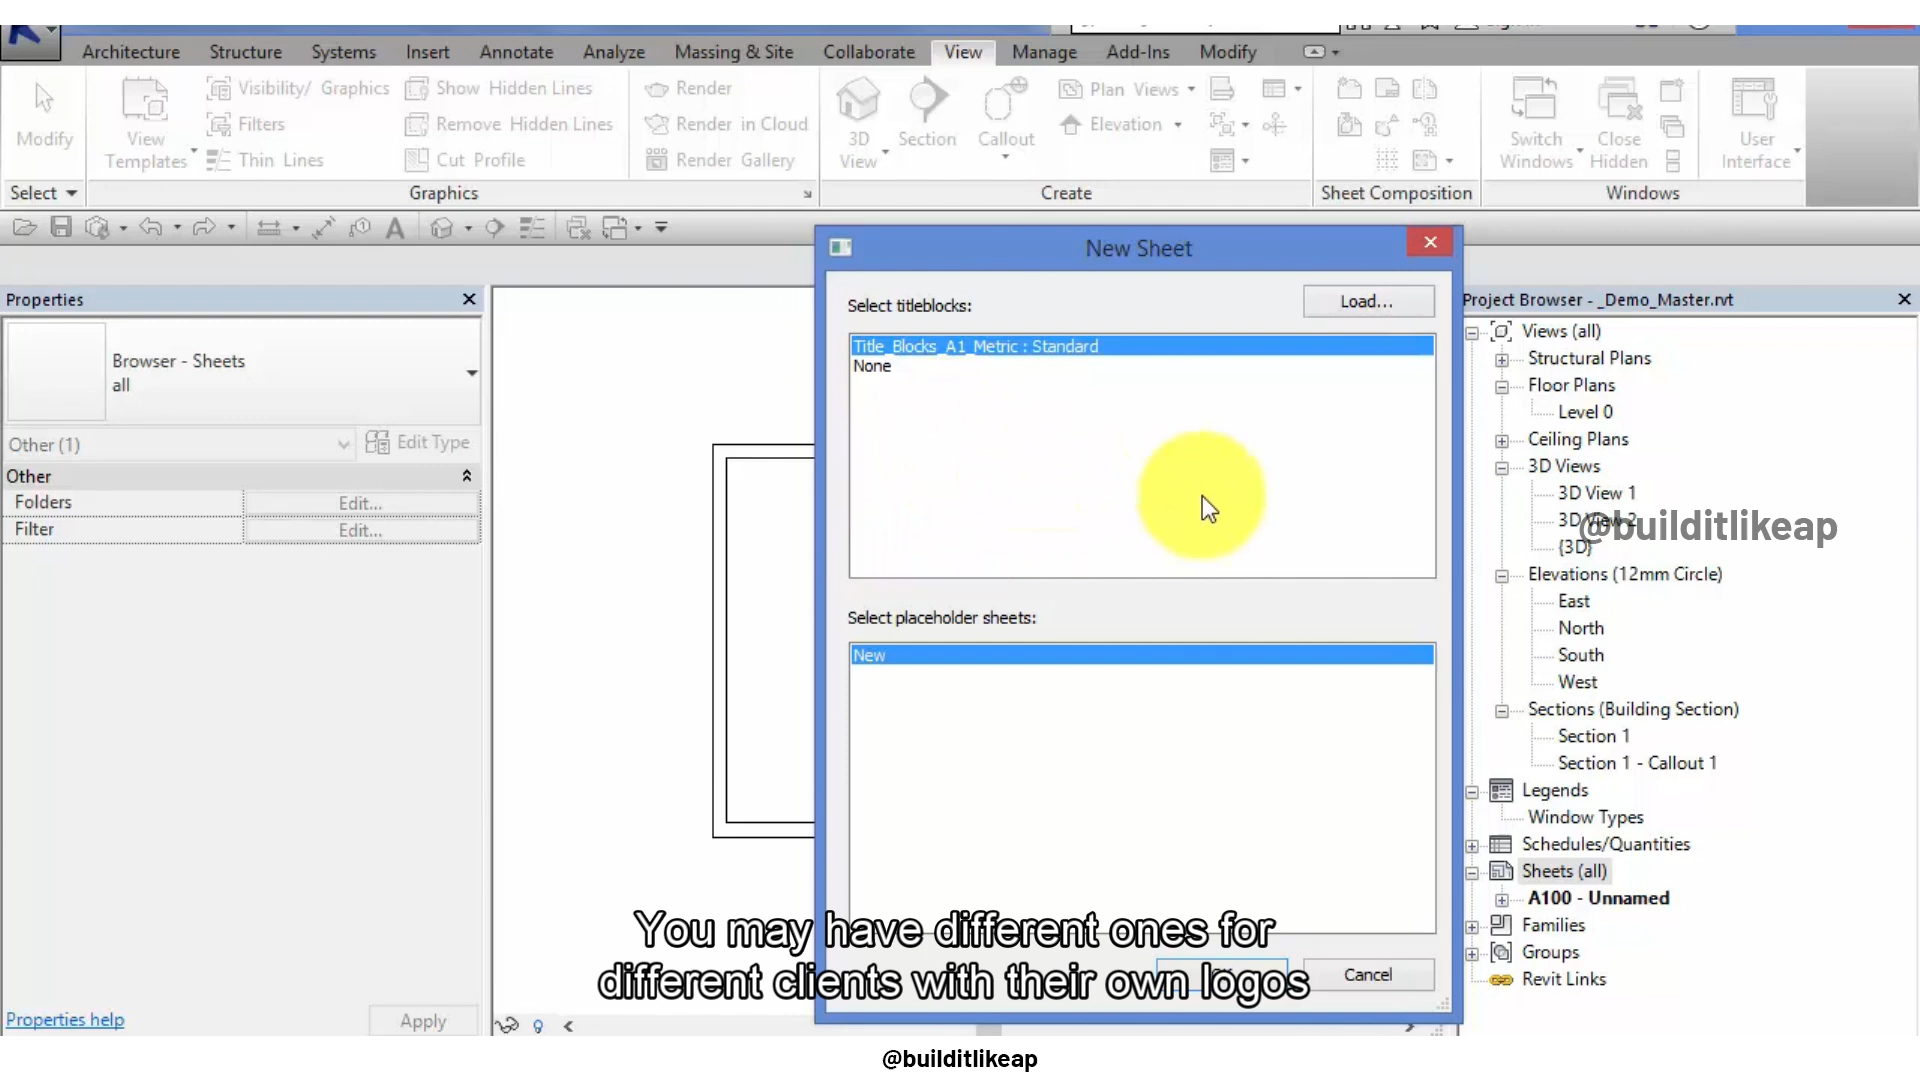 Architecture Structure Systems Insert Annotate Analyze Massing & Site Collaborate View Manage Add-Ins Modify
Modify
View Templates
Visibility/ Graphics
Filters
Thin Lines
Show Hidden Lines
Remove Hidden Lines
Cut Profile
Render
Render in Cloud
Render Gallery
3D View
Section
Callout
Plan Views
Elevation
Switch Windows
Close Hidden
User Interface
Select Graphics Create Sheet Composition Windows
Properties
Browser - Sheets
all
Other (1)
Edit Type
Other
Folders Edit...
Filter Edit...
Properties help
Apply
New Sheet
Select titleblocks:
Load...
Title_Blocks_A1_Metric : Standard
None
Select placeholder sheets:
New
Cancel
Project Browser - _Demo_Master.rvt
Views (all)
Structural Plans
Floor Plans
Level 0
Ceiling Plans
3D Views
3D View 1
3D View 2
{3D}
@builditlikeap
Elevations (12mm Circle)
East
North
South
West
Sections (Building Section)
Section 1
Section 1 - Callout 1
Legends
Window Types
Schedules/Quantities
Sheets (all)
A100 - Unnamed
Families
Groups
Revit Links
You may have different ones for
different clients with their own logos
@builditlikeap